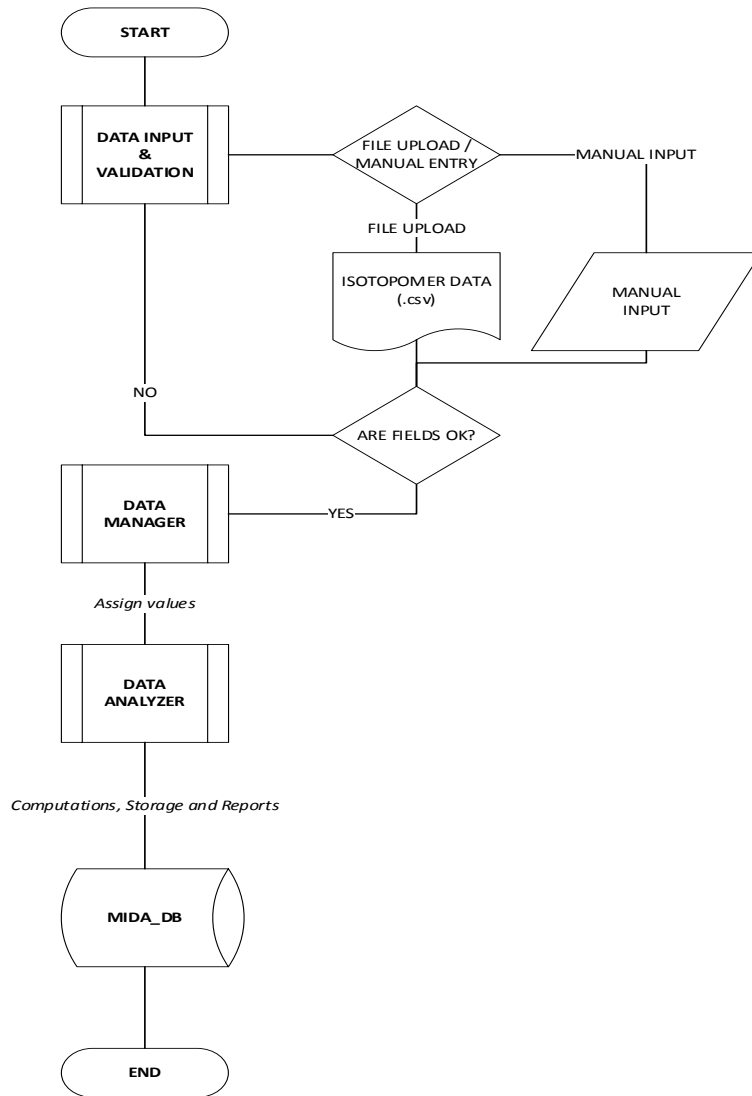 START
DATA INPUT
&
VALIDATION
FILE UPLOAD /
MANUAL ENTRY
MANUAL INPUT
FILE UPLOAD
ISOTOPOMER DATA
(.csv)
MANUAL
INPUT
NO
ARE FIELDS OK?
DATA
MANAGER
YES
Assign values
DATA
ANALYZER
Computations, Storage and Reports
MIDA_DB
END